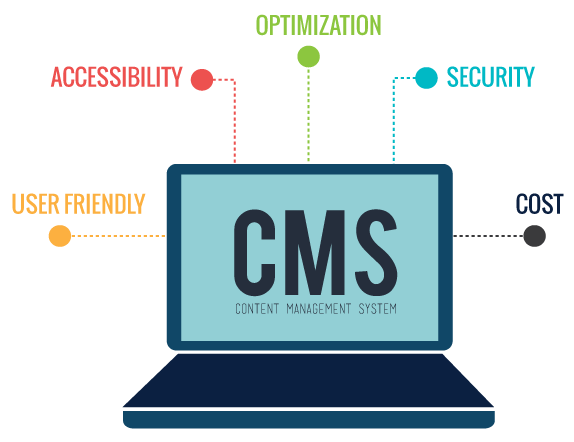 OPTIMIZATION
ACCESSIBILITY
SECURITY
USER FRIENDLY
COST
CMS
CONTENT MANAGEMENT SYSTEM